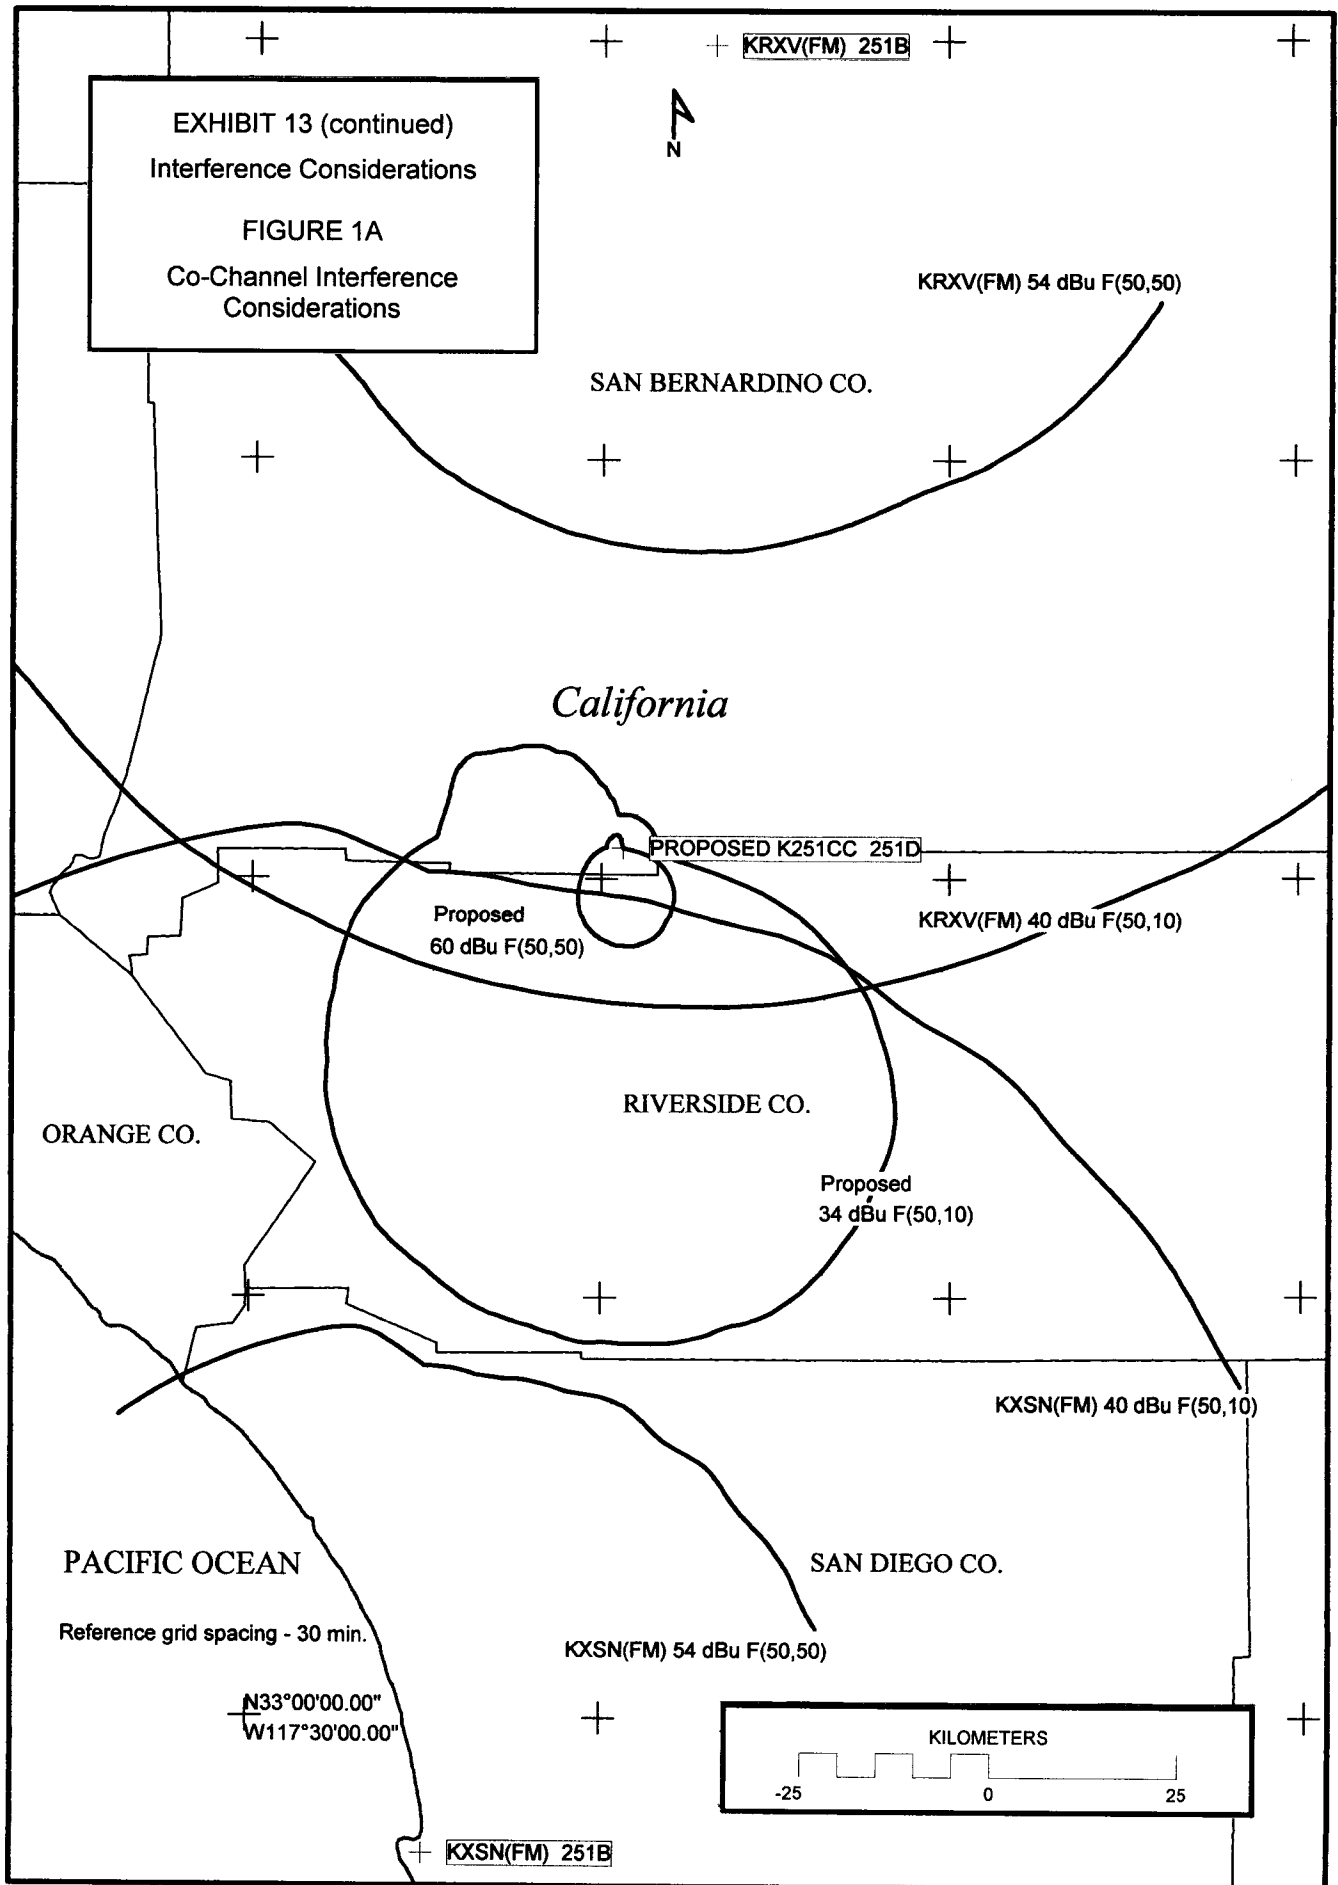 KRXV(FM) 251B
EXHIBIT 13 (continued)
Interference Considerations
FIGURE 1A
Co-Channel Interference
Considerations
N
KRXV(FM) 54 dBu F(50,50)
SAN BERNARDINO CO.
California
PROPOSED K251CC 251D
Proposed
60 dBu F(50,50)
KRXV(FM) 40 dBu F(50,10)
RIVERSIDE CO.
ORANGE CO.
Proposed
34 dBu F(50,10)
KXSN(FM) 40 dBu F(50,10)
PACIFIC OCEAN
SAN DIEGO CO.
Reference grid spacing - 30 min.
KXSN(FM) 54 dBu F(50,50)
N33°00'00.00"
W117°30'00.00"
KILOMETERS
-25 0 25
KXSN(FM) 251B